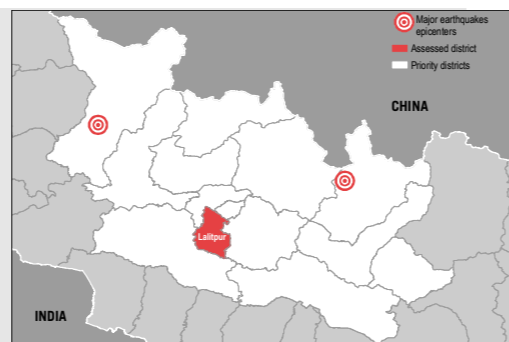 Major earthquakes
epicenters
Assessed district
Priority districts
CHINA
Lalitpur
INDIA